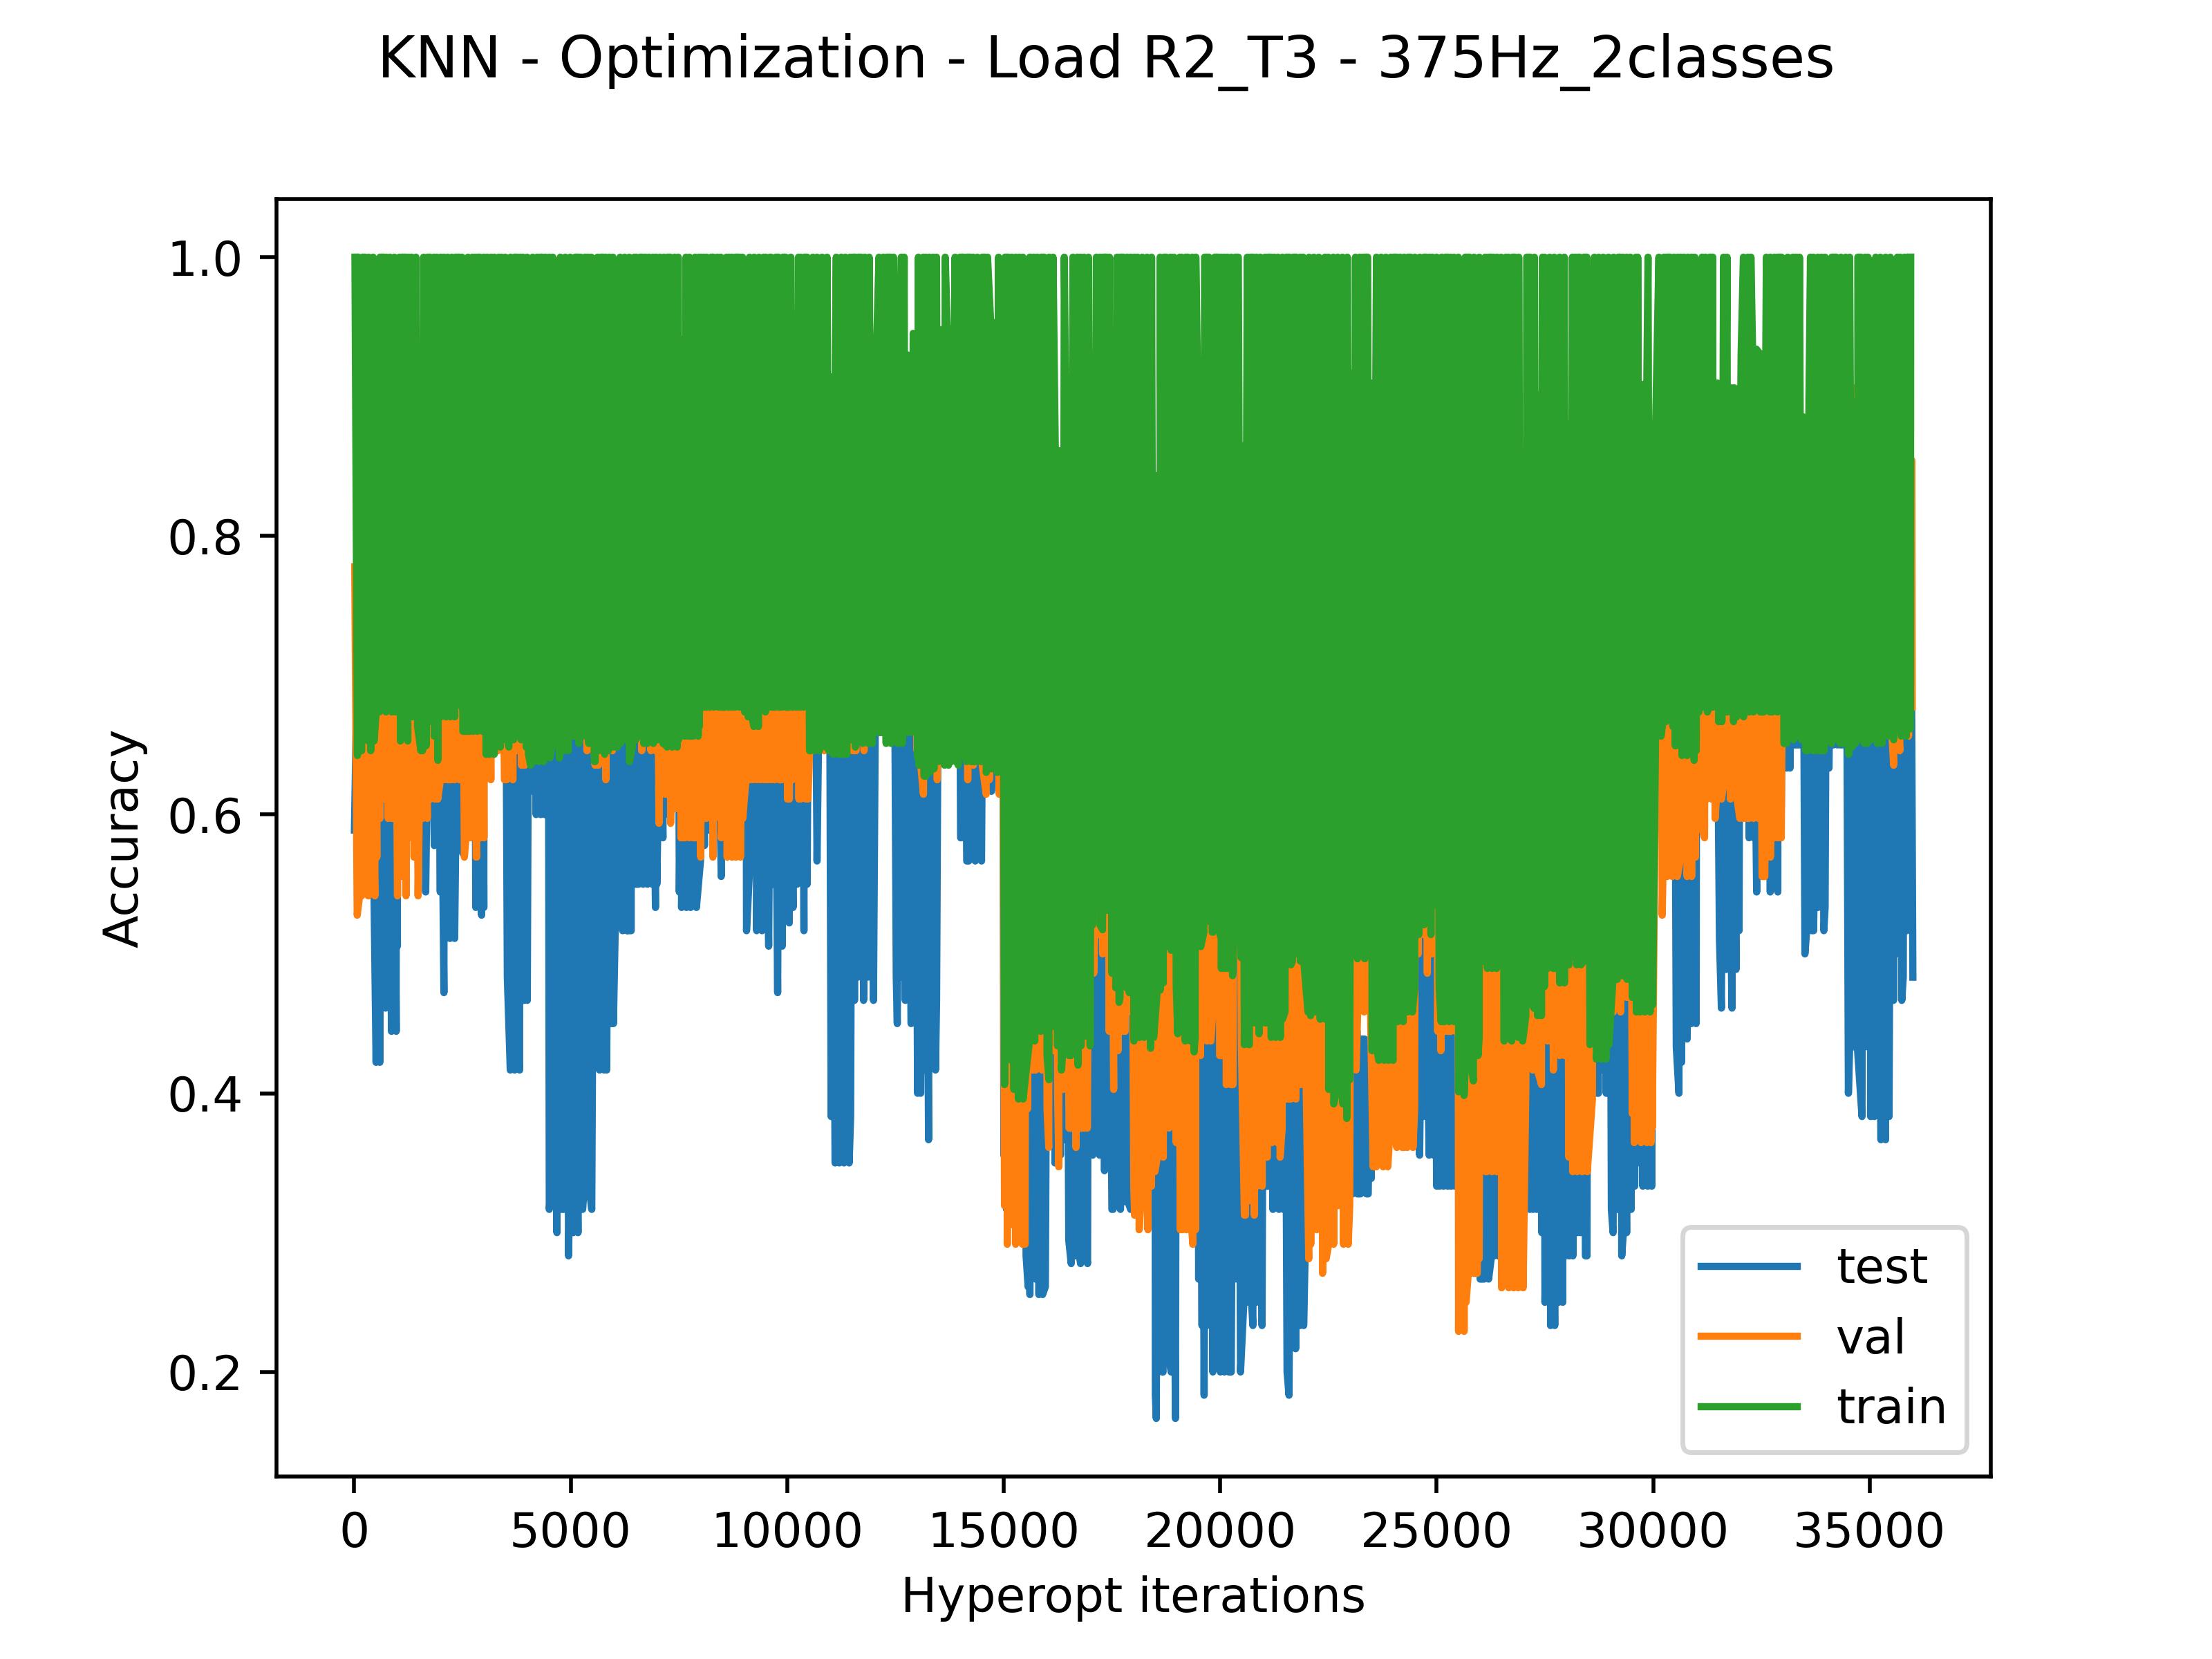 KNN - Optimization - Load R2_T3 - 375Hz_2classes
1.0
0.8
0.6
0.4
0.2
Accuracy
0 5000 10000 15000 20000 25000 30000 35000
Hyperopt iterations
test
val
train